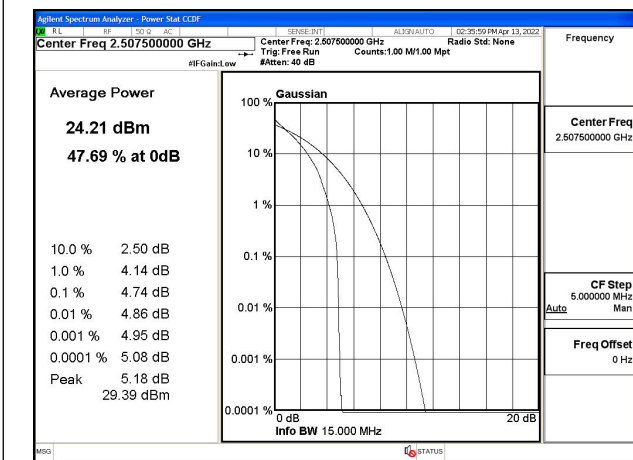 Agilent Spectrum Analyzer - Power Stat CCDF
RL RF 50 Ω AC SENSE:INT ALIGN AUTO 02:35:59 PM Apr 13, 2022
Center Freq 2.507500000 GHz
Center Freq: 2.507500000 GHz Radio Std: None
Trig: Free Run Counts:1.00 M/1.00 Mpt
#IFGain:Low #Atten: 40 dB
Frequency
Average Power
24.21 dBm
47.69 % at 0dB
10.0 % 2.50 dB
1.0 % 4.14 dB
0.1 % 4.74 dB
0.01 % 4.86 dB
0.001 % 4.95 dB
0.0001 % 5.08 dB
Peak 5.18 dB
29.39 dBm
Gaussian
100 %
10 %
1 %
0.1 %
0.01 %
0.001 %
0.0001 %
0 dB 20 dB
Info BW 15.000 MHz
Center Freq
2.507500000 GHz
CF Step
5.000000 MHz
Auto Man
Freq Offset
0 Hz
MSG STATUS